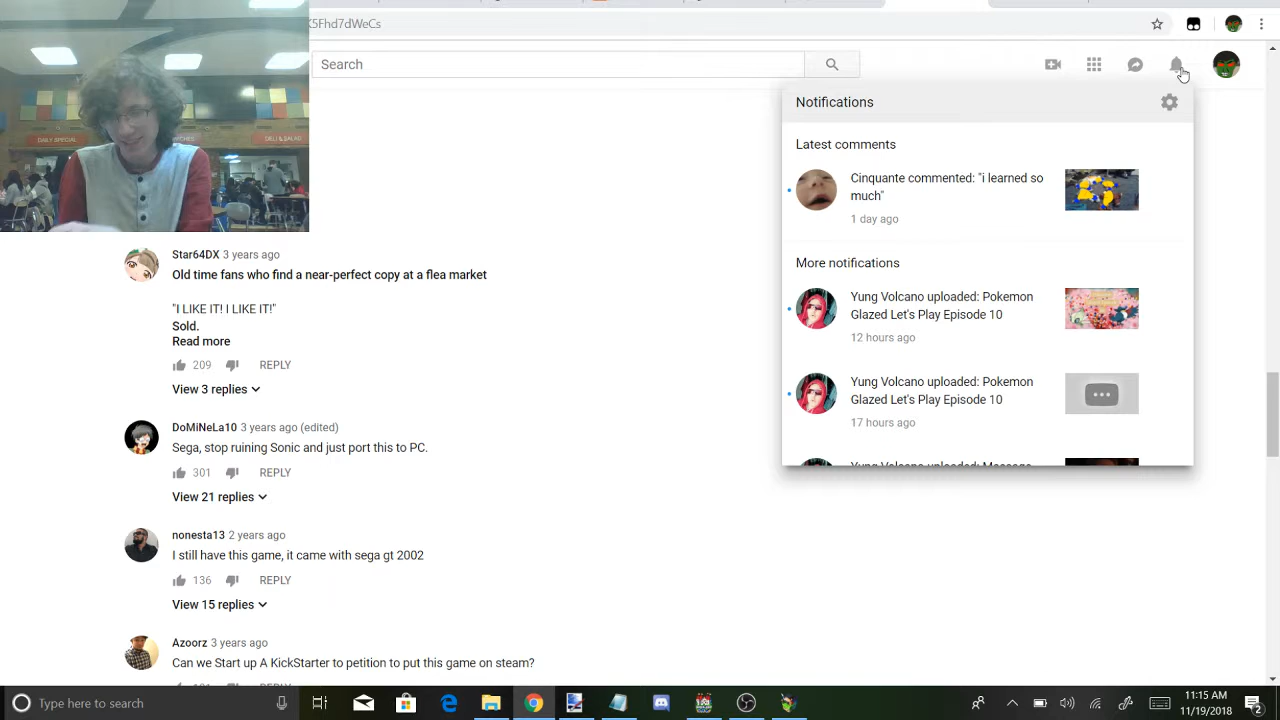 K5Fhd7dWeCs
Search
DAILY SPECIAL
GRILL & SALAD
Notifications
Latest comments
Cinquante commented: "i learned so
much"
1 day ago
More notifications
Yung Volcano uploaded: Pokemon
Glazed Let's Play Episode 10
12 hours ago
Yung Volcano uploaded: Pokemon
Glazed Let's Play Episode 10
17 hours ago
Yung Volcano uploaded:
Star64DX 3 years ago
Old time fans who find a near-perfect copy at a flea market
"I LIKE IT! I LIKE IT!"
Sold.
Read more
209 REPLY
View 3 replies
DoMiNeLa10 3 years ago (edited)
Sega, stop ruining Sonic and just port this to PC.
301 REPLY
View 21 replies
nonesta13 2 years ago
I still have this game, it came with sega gt 2002
136 REPLY
View 15 replies
Azoorz 3 years ago
Can we Start up A KickStarter to petition to put this game on steam?
Type here to search
11:15 AM
11/19/2018
2